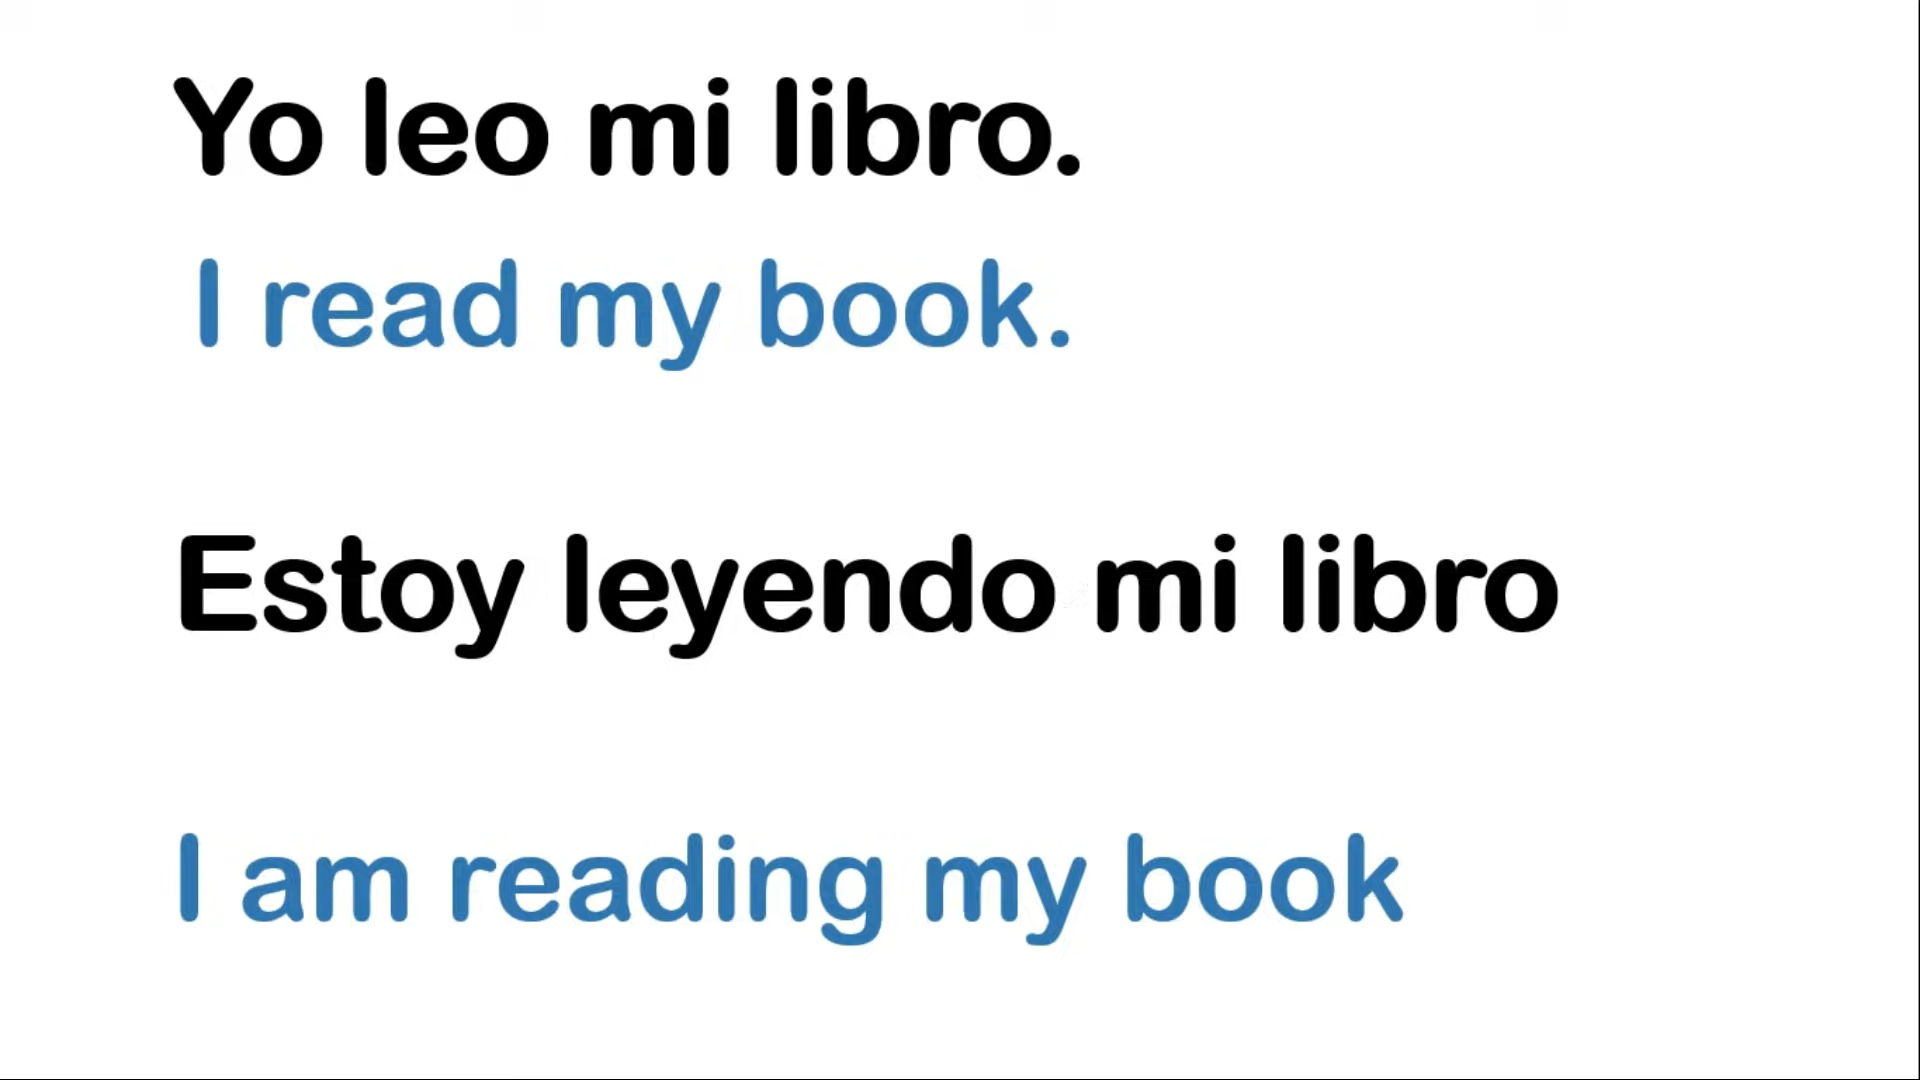 Yo leo mi libro.
I read my book.
Estoy leyendo mi libro
I am reading my book